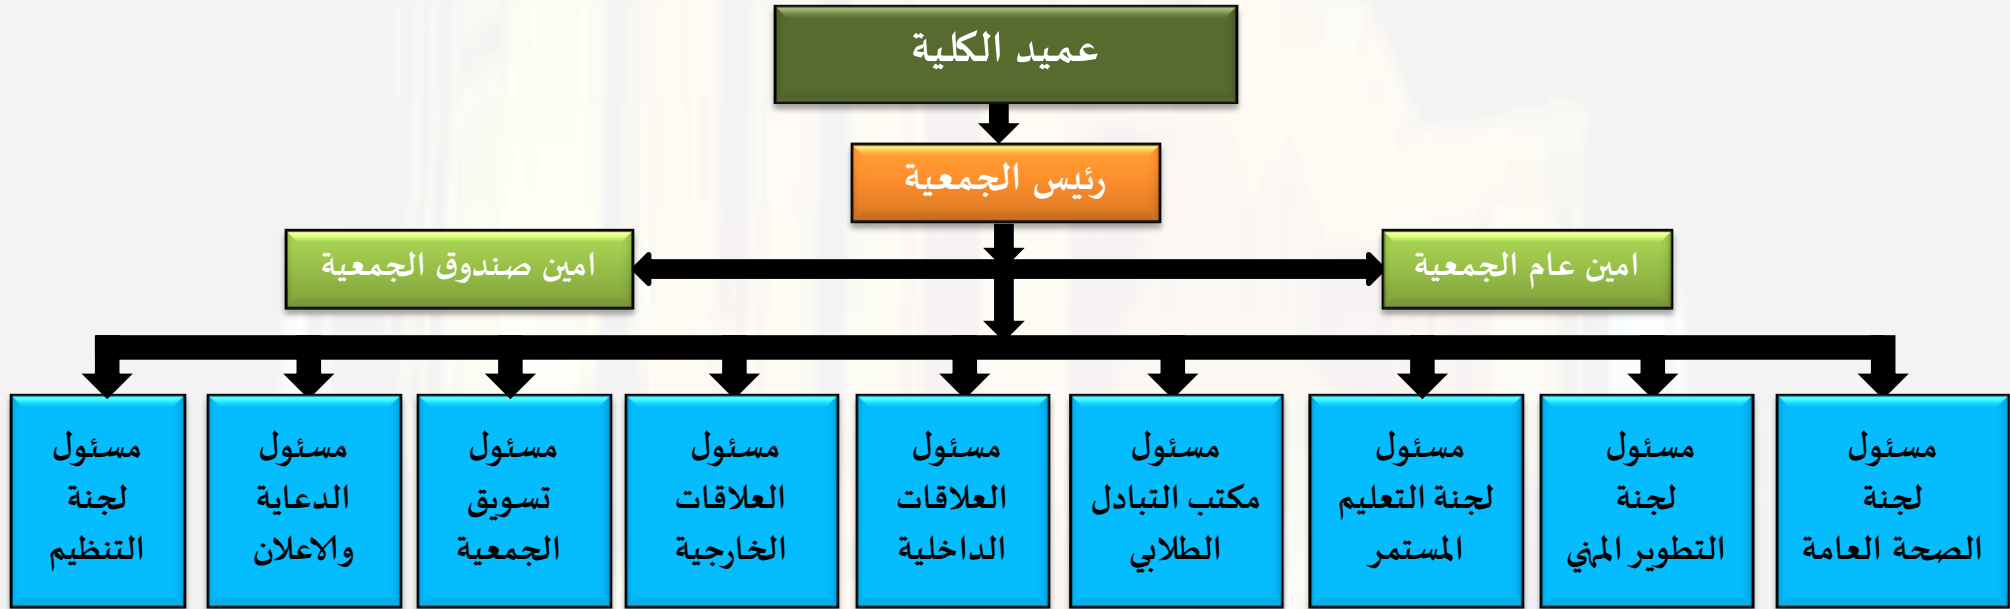 عميد الكلية
رئيس الجمعية
امين عام الجمعية
امين صندوق الجمعية
مسئول
لجنة
الصحة العامة
مسئول
لجنة
التطوير المهني
مسئول
لجنة التعليم
المستمر
مسئول
مكتب التبادل
الطلابي
مسئول
العلاقات
الداخلية
مسئول
العلاقات
الخارجية
مسئول
تسويق
الجمعية
مسئول
الدعاية
والاعلان
مسئول
لجنة
التنظيم